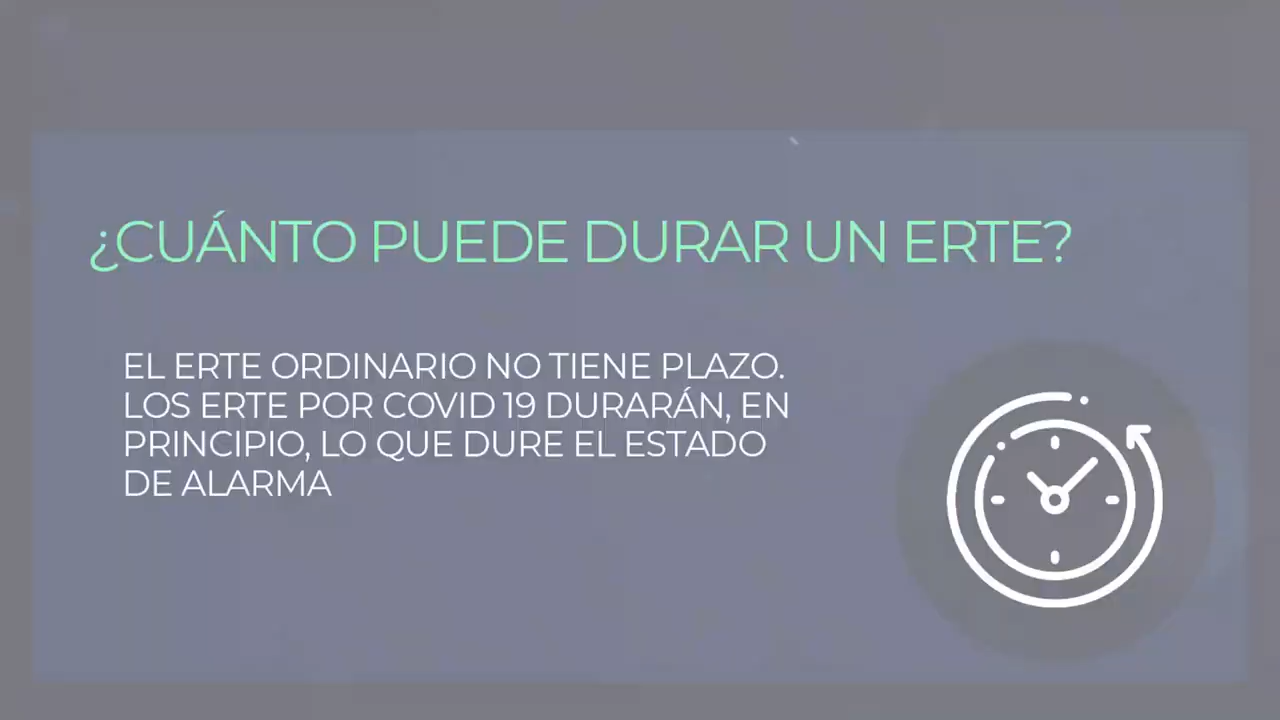 ¿CUÁNTO PUEDE DURAR UN ERTE?
EL ERTE ORDINARIO NO TIENE PLAZO.
LOS ERTE POR COVID 19 DURARÁN, EN
PRINCIPIO, LO QUE DURE EL ESTADO
DE ALARMA